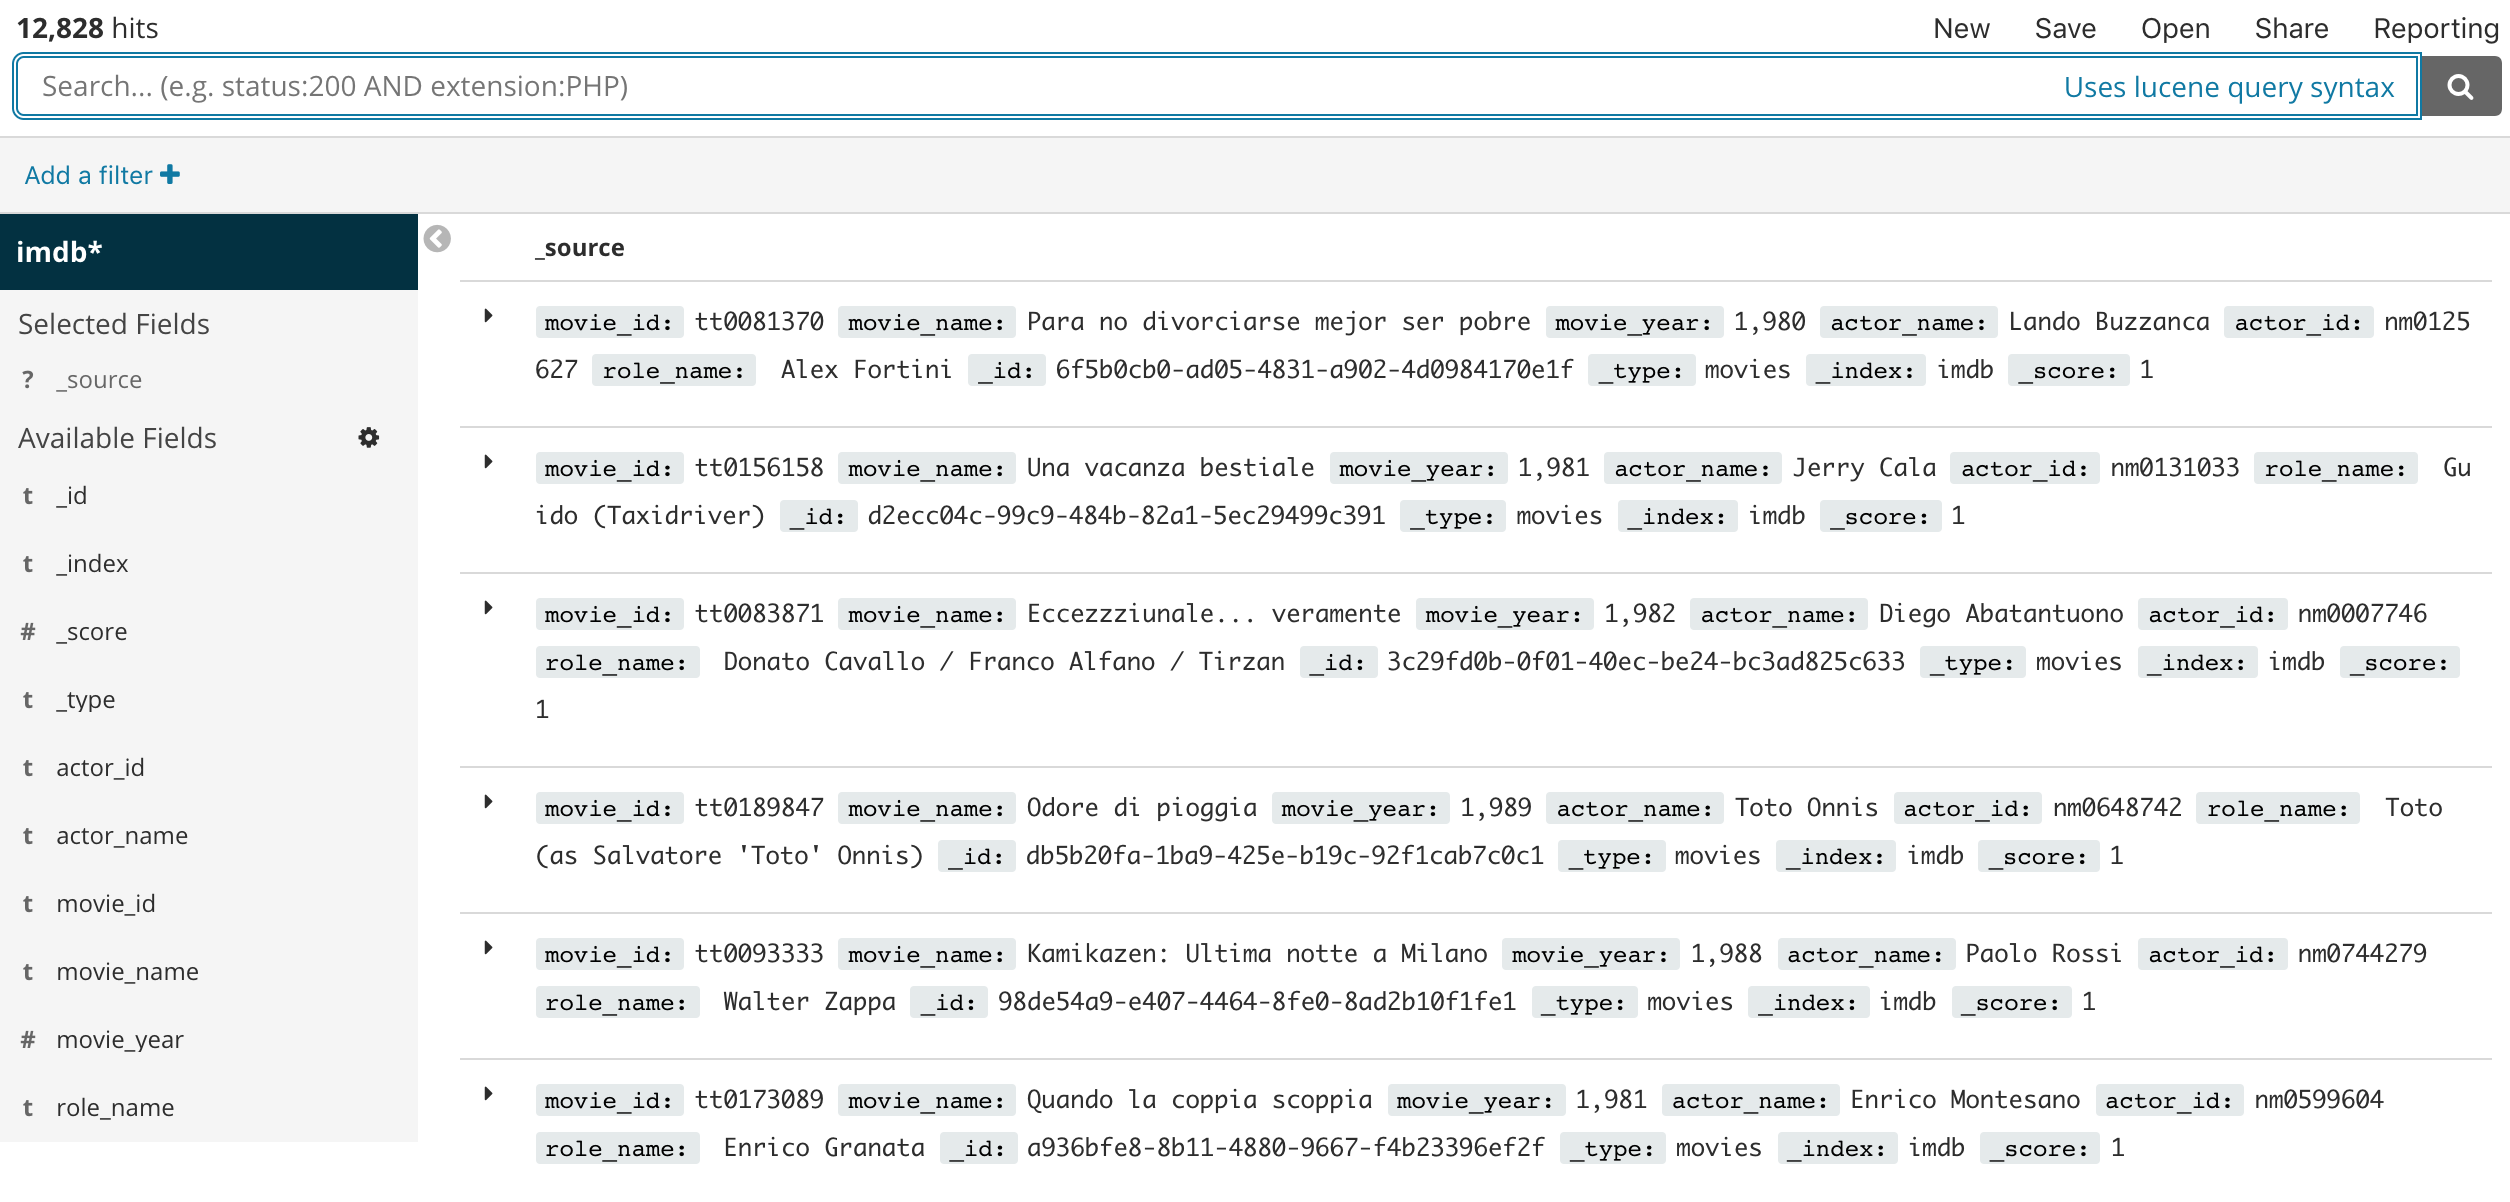 12,828 hits
New Save Open Share Reporting
Search... (e.g. status:200 AND extension:PHP)
Uses lucene query syntax
Add a filter
imdb*
Selected Fields
? _source
Available Fields
t _id
t _index
# _score
t _type
t actor_id
t actor_name
t movie_id
t movie_name
# movie_year
t role_name
_source
movie_id: tt0081370 movie_name: Para no divorciarse mejor ser pobre movie_year: 1,980 actor_name: Lando Buzzanca actor_id: nm0125
627 role_name: Alex Fortini _id: 6f5b0cb0-ad05-4831-a902-4d0984170e1f _type: movies _index: imdb _score: 1
movie_id: tt0156158 movie_name: Una vacanza bestiale movie_year: 1,981 actor_name: Jerry Cala actor_id: nm0131033 role_name: Gu
ido (Taxidriver) _id: d2ecc04c-99c9-484b-82a1-5ec29499c391 _type: movies _index: imdb _score: 1
movie_id: tt0083871 movie_name: Eccezzziunale... veramente movie_year: 1,982 actor_name: Diego Abatantuono actor_id: nm0007746
role_name: Donato Cavallo / Franco Alfano / Tirzan _id: 3c29fd0b-0f01-40ec-be24-bc3ad825c633 _type: movies _index: imdb _score:
1
movie_id: tt0189847 movie_name: Odore di pioggia movie_year: 1,989 actor_name: Toto Onnis actor_id: nm0648742 role_name: Toto
(as Salvatore 'Toto' Onnis) _id: db5b20fa-1ba9-425e-b19c-92f1cab7c0c1 _type: movies _index: imdb _score: 1
movie_id: tt0093333 movie_name: Kamikazen: Ultima notte a Milano movie_year: 1,988 actor_name: Paolo Rossi actor_id: nm0744279
role_name: Walter Zappa _id: 98de54a9-e407-4464-8fe0-8ad2b10f1fe1 _type: movies _index: imdb _score: 1
movie_id: tt0173089 movie_name: Quando la coppia scoppia movie_year: 1,981 actor_name: Enrico Montesano actor_id: nm0599604
role_name: Enrico Granata _id: a936bfe8-8b11-4880-9667-f4b23396ef2f _type: movies _index: imdb _score: 1